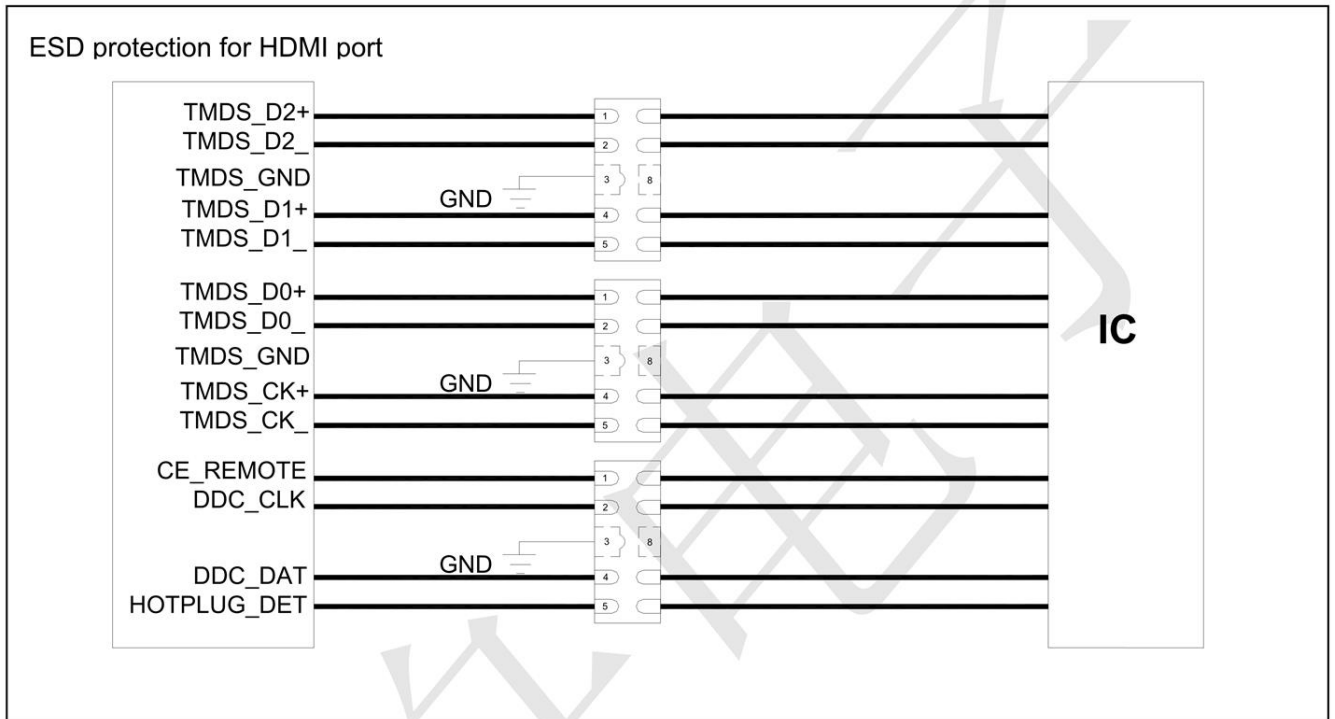 ESD protection for HDMI port
TMDS_D2+
TMDS_D2_
TMDS_GND
TMDS_D1+
TMDS_D1_
GND
1
2
3 8
4
5
TMDS_D0+
TMDS_D0_
TMDS_GND
TMDS_CK+
TMDS_CK_
GND
1
2
3 8
4
5
CE_REMOTE
DDC_CLK
DDC_DAT
HOTPLUG_DET
GND
1
2
3 8
4
5
IC